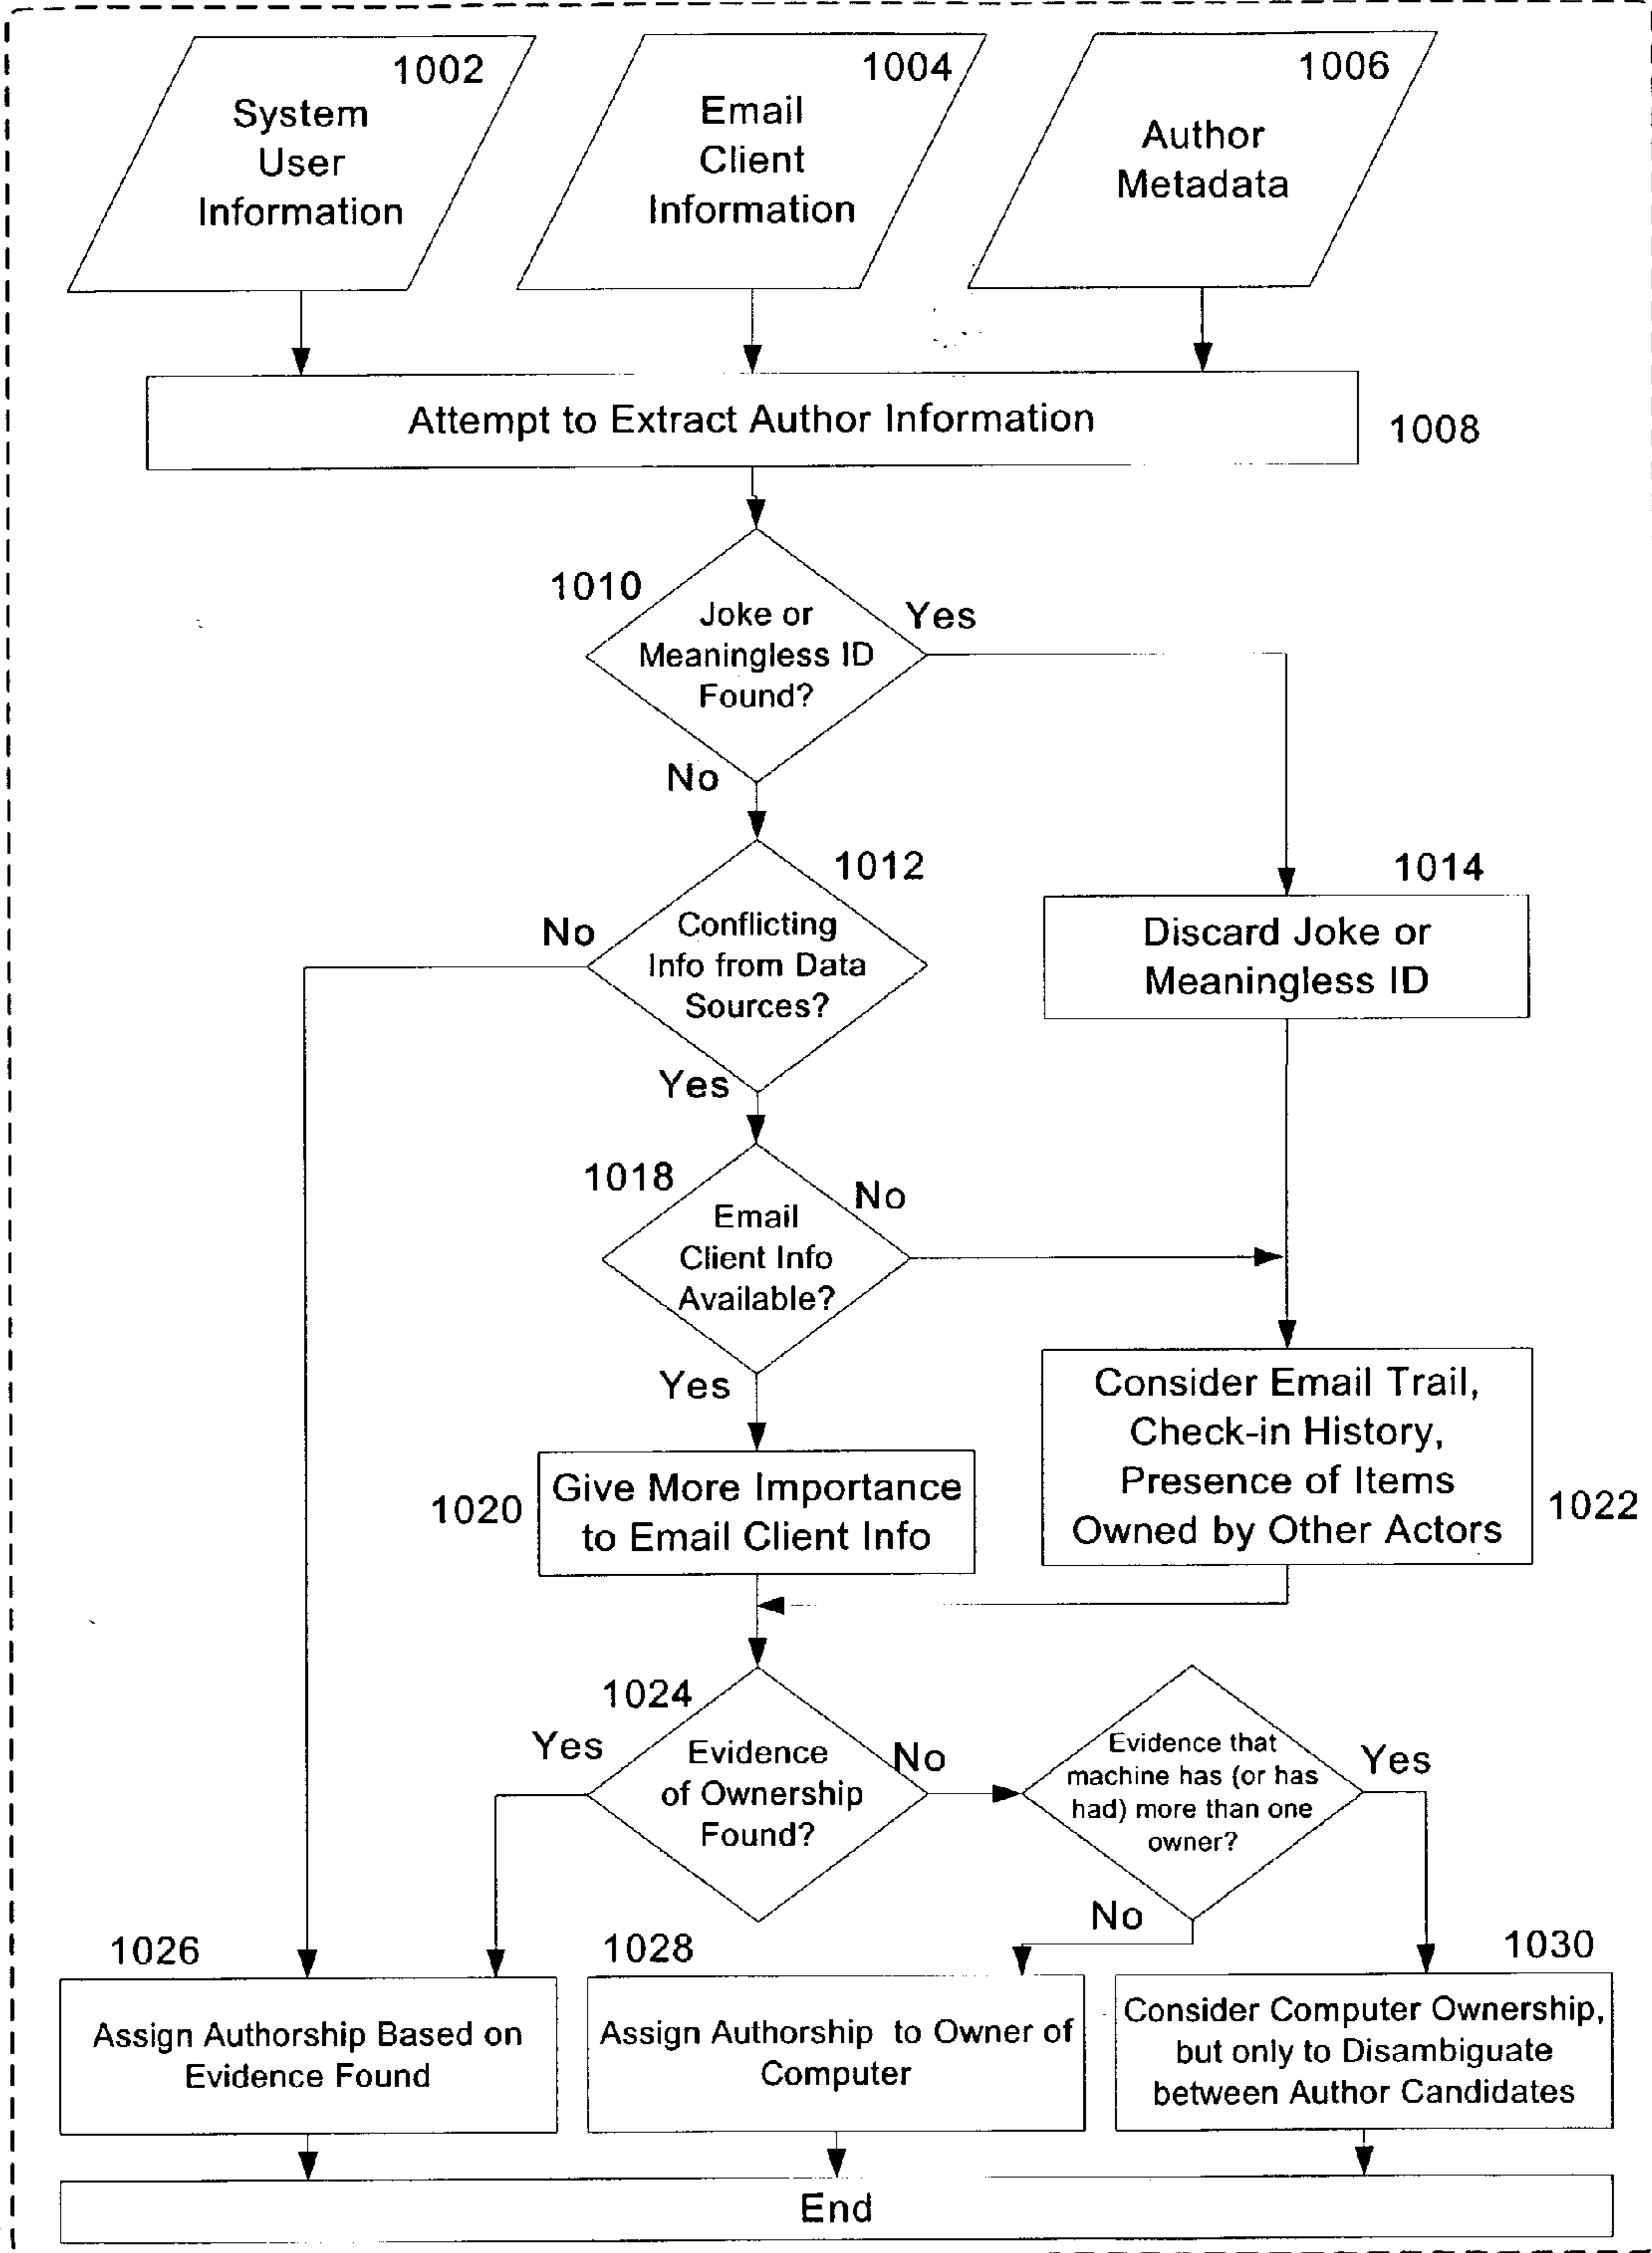 1002
System
User
Information
1004
Email
Client
Information
1006
Author
Metadata
Attempt to Extract Author Information
1008
1010
Joke or
Meaningless ID
Found?
Yes
No
1012
Conflicting
Info from Data
Sources?
No
Yes
1014
Discard Joke or
Meaningless ID
1018
Email
Client Info
Available?
No
Yes
1020
Give More Importance
to Email Client Info
Consider Email Trail,
Check-in History,
Presence of Items
Owned by Other Actors
1022
1024
Evidence
of Ownership
Found?
Yes
No
Evidence that
machine has (or has
had) more than one
owner?
Yes
No
1026
Assign Authorship Based on
Evidence Found
1028
Assign Authorship to Owner of
Computer
1030
Consider Computer Ownership,
but only to Disambiguate
between Author Candidates
End